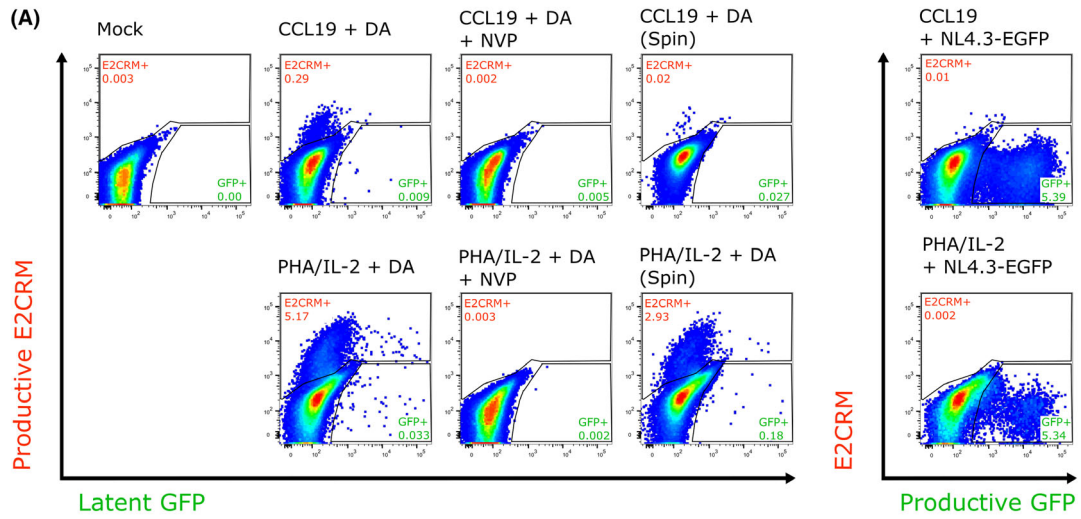 (A)
Mock
CCL19 + DA
CCL19 + DA
+ NVP
CCL19 + DA
(Spin)
CCL19
+ NL4.3-EGFP
E2CRM+
0.003
GFP+
0.00
E2CRM+
0.29
GFP+
0.009
E2CRM+
0.002
GFP+
0.005
E2CRM+
0.02
GFP+
0.027
E2CRM+
0.01
GFP+
5.39
PHA/IL-2 + DA
PHA/IL-2 + DA
+ NVP
PHA/IL-2 + DA
(Spin)
PHA/IL-2
+ NL4.3-EGFP
E2CRM+
5.17
GFP+
0.033
E2CRM+
0.003
GFP+
0.002
E2CRM+
2.93
GFP+
0.18
E2CRM+
0.002
GFP+
5.34
Productive E2CRM
Latent GFP
E2CRM
Productive GFP